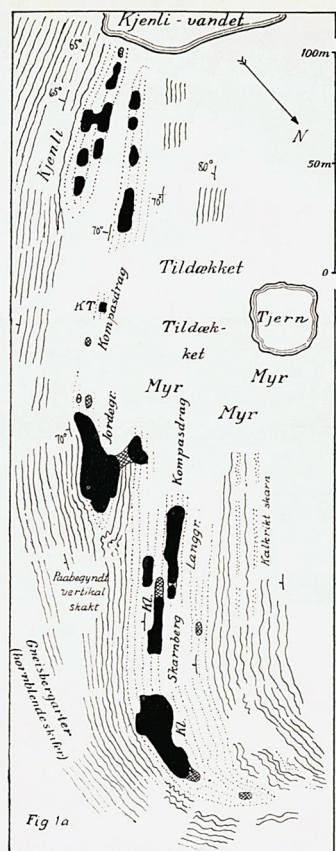 Kjenli-vandet
100m
65°
65°
N
Kjenli
50m
80°
70°
70°
Tildækket
0
KT
Kompasdrag
Tjern
Tildæk-
ket
Myr
Myr
Myr
Jordegr.
Kompasdrag
70°
Langgr.
Kalkrikt skarn
Paabegyndt
vertikal
skakt
Kl.
Skarnberg
Gneisbergarter
(hornblendeskifer)
Kl.
Fig 1a